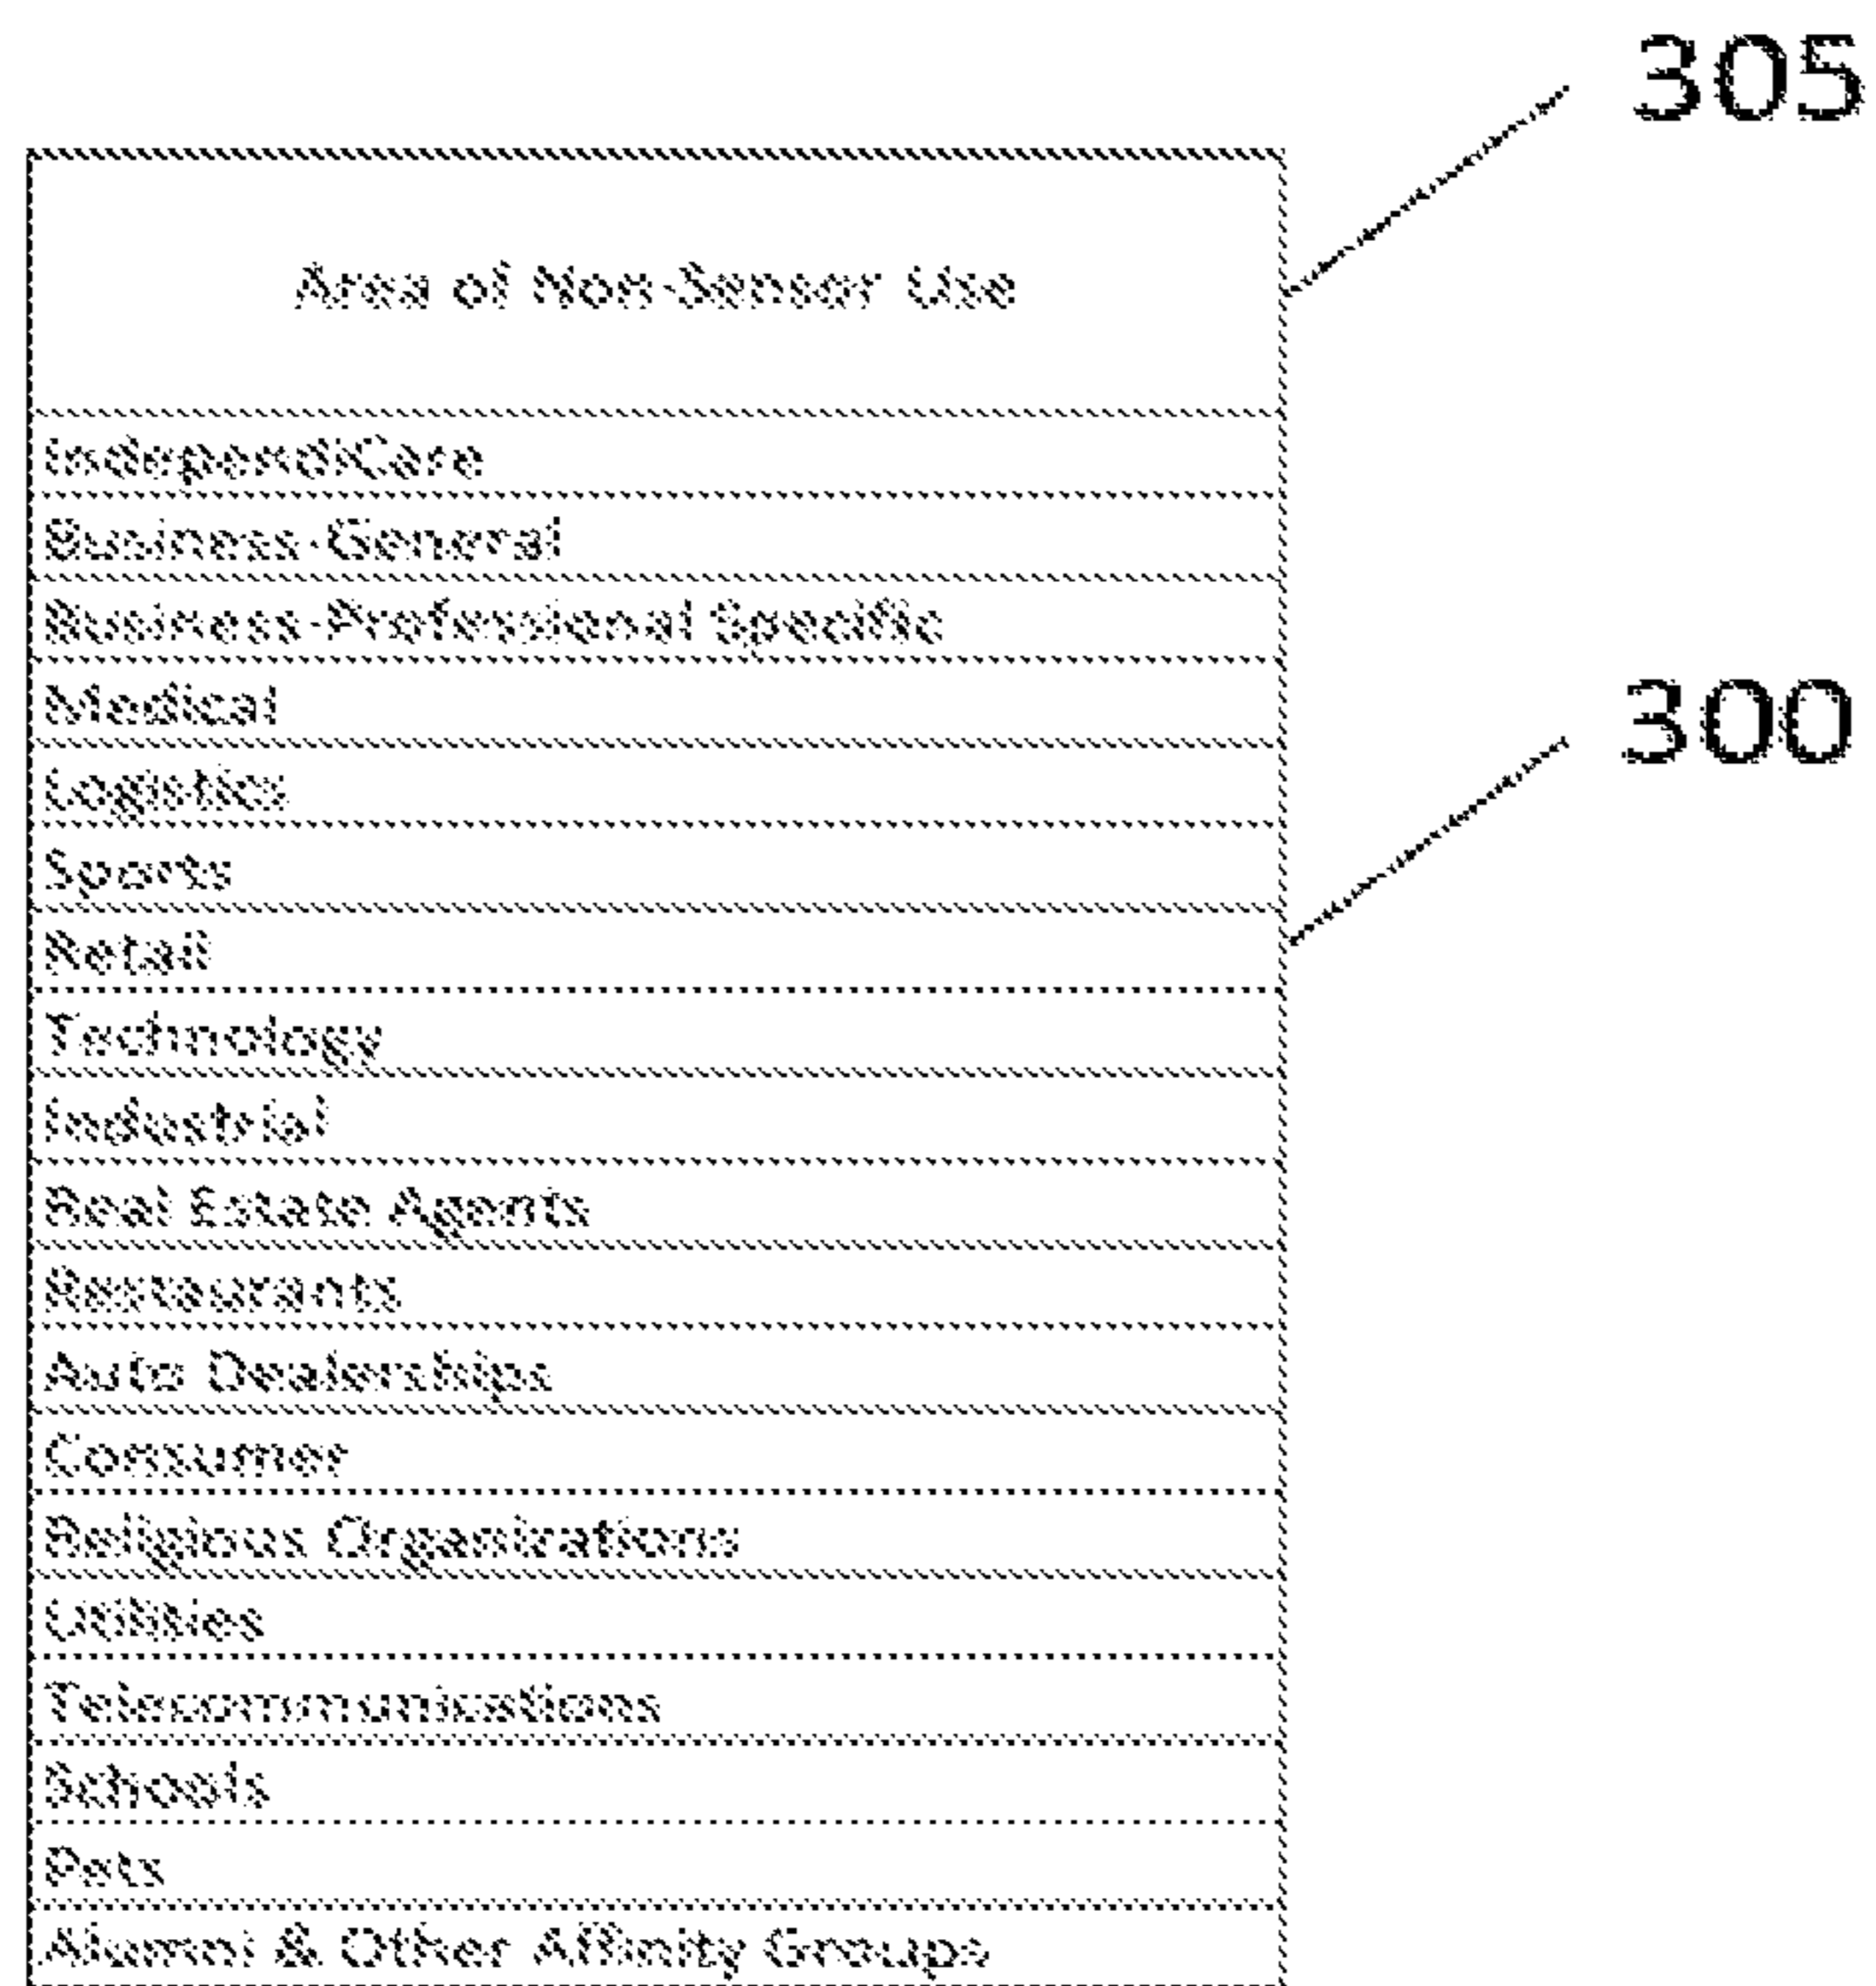 305
Area of Non-Sensor Use
IndependiCare
Business-General
Business-Professional Specific
Medical
300
Logistics
Sports
Retail
Technology
Industrial
Real Estate Agents
Restaurants
Auto Dealerships
Consumer
Religious Organizations
Utilities
Telecommunications
Schools
Pets
Alumni & Other Affinity Groups